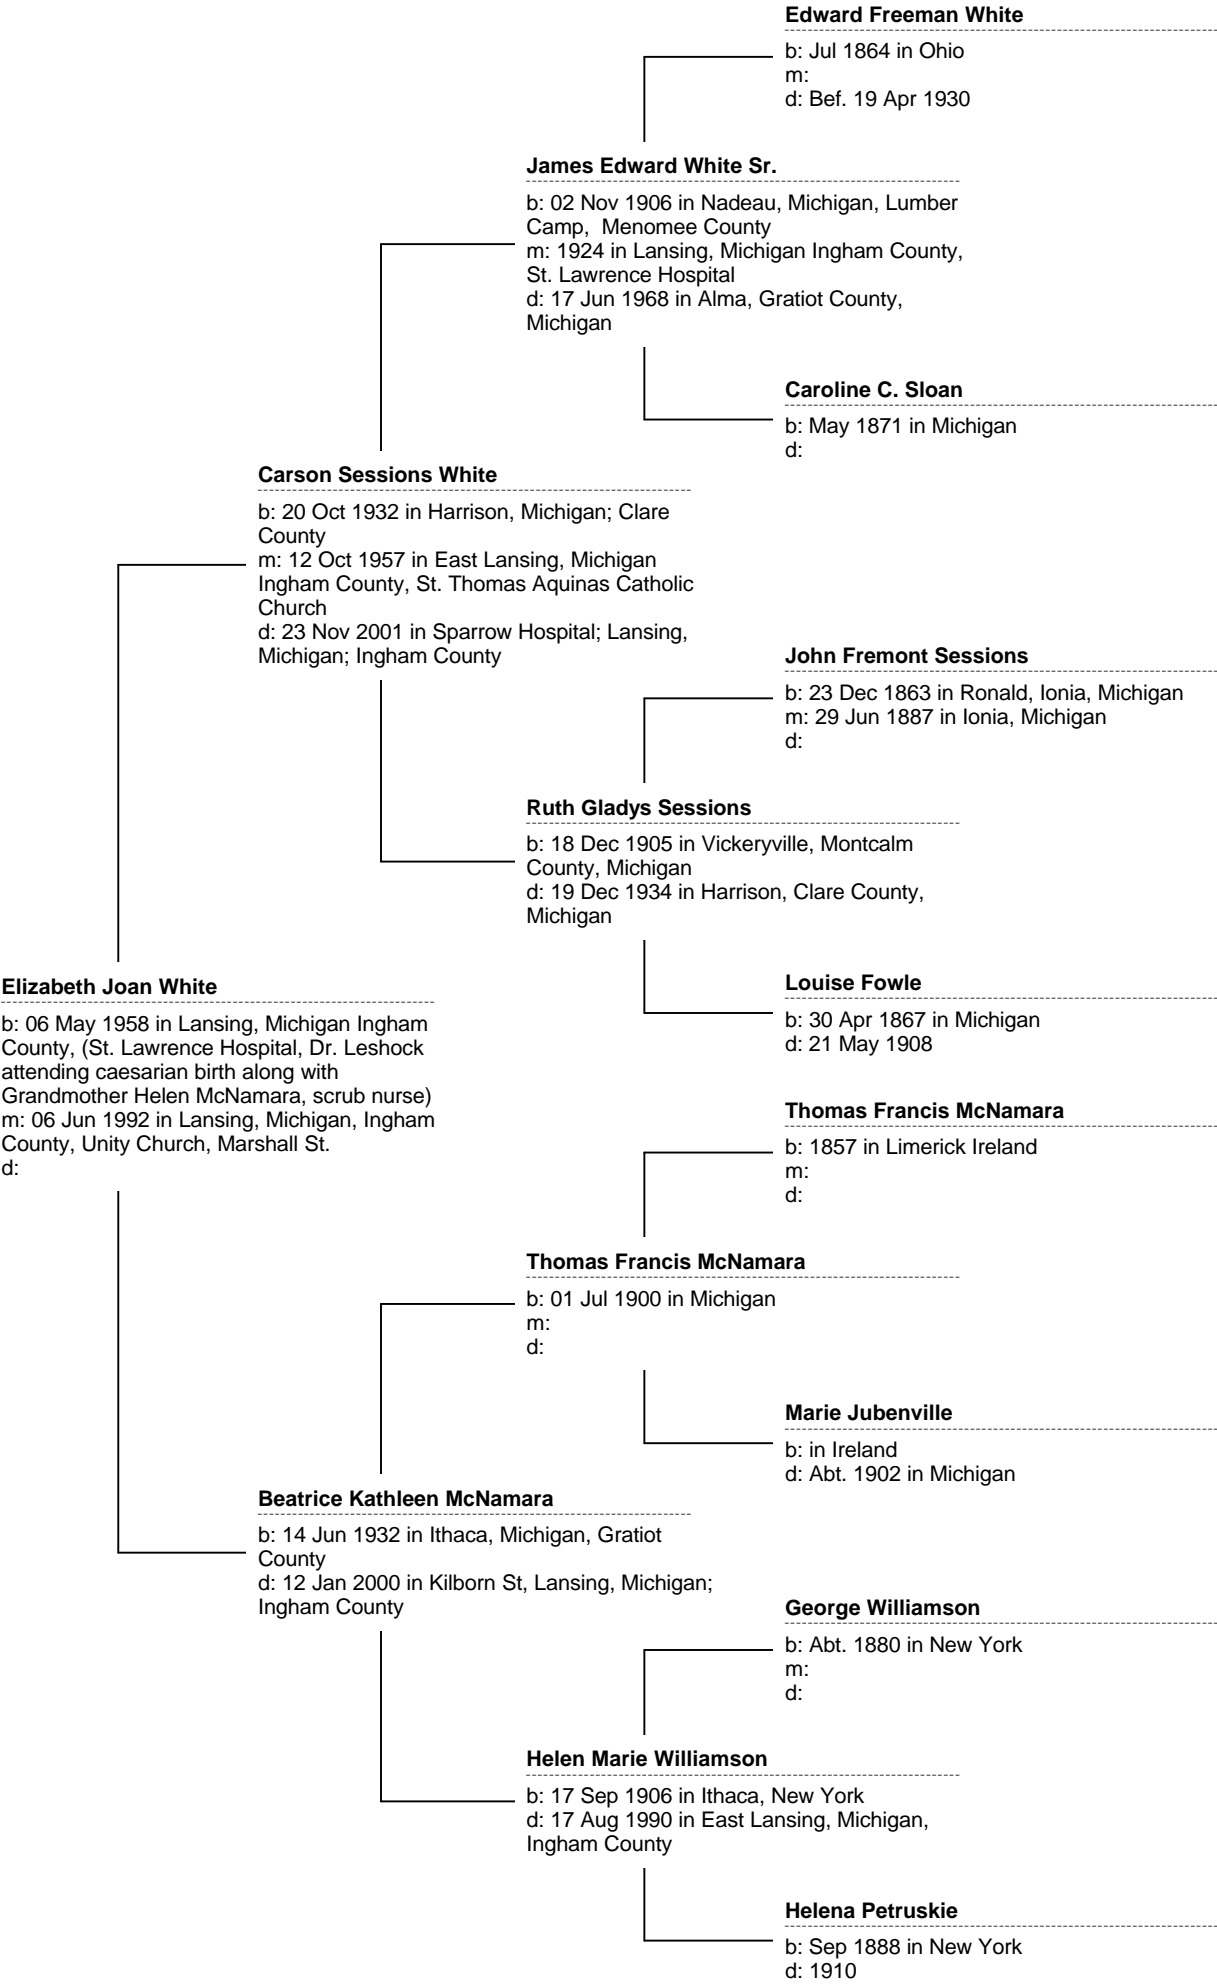 Edward Freeman White
b: Jul 1864 in Ohio
m:
d: Bef. 19 Apr 1930
James Edward White Sr.
b: 02 Nov 1906 in Nadeau, Michigan, Lumber
Camp,  Menomee County
m: 1924 in Lansing, Michigan Ingham County,
St. Lawrence Hospital
d: 17 Jun 1968 in Alma, Gratiot County,
Michigan
Caroline C. Sloan
b: May 1871 in Michigan
d:
Carson Sessions White
b: 20 Oct 1932 in Harrison, Michigan; Clare
County
m: 12 Oct 1957 in East Lansing, Michigan
Ingham County, St. Thomas Aquinas Catholic
Church
d: 23 Nov 2001 in Sparrow Hospital; Lansing,
Michigan; Ingham County
John Fremont Sessions
b: 23 Dec 1863 in Ronald, Ionia, Michigan
m: 29 Jun 1887 in Ionia, Michigan
d:
Ruth Gladys Sessions
b: 18 Dec 1905 in Vickeryville, Montcalm
County, Michigan
d: 19 Dec 1934 in Harrison, Clare County,
Michigan
Louise Fowle
b: 30 Apr 1867 in Michigan
d: 21 May 1908
Elizabeth Joan White
b: 06 May 1958 in Lansing, Michigan Ingham
County, (St. Lawrence Hospital, Dr. Leshock
attending caesarian birth along with
Grandmother Helen McNamara, scrub nurse)
m: 06 Jun 1992 in Lansing, Michigan, Ingham
County, Unity Church, Marshall St.
d:
Thomas Francis McNamara
b: 1857 in Limerick Ireland
m:
d:
Thomas Francis McNamara
b: 01 Jul 1900 in Michigan
m:
d:
Marie Jubenville
b: in Ireland
d: Abt. 1902 in Michigan
Beatrice Kathleen McNamara
b: 14 Jun 1932 in Ithaca, Michigan, Gratiot
County
d: 12 Jan 2000 in Kilborn St, Lansing, Michigan;
Ingham County
George Williamson
b: Abt. 1880 in New York
m:
d:
Helen Marie Williamson
b: 17 Sep 1906 in Ithaca, New York
d: 17 Aug 1990 in East Lansing, Michigan,
Ingham County
Helena Petruskie
b: Sep 1888 in New York
d: 1910